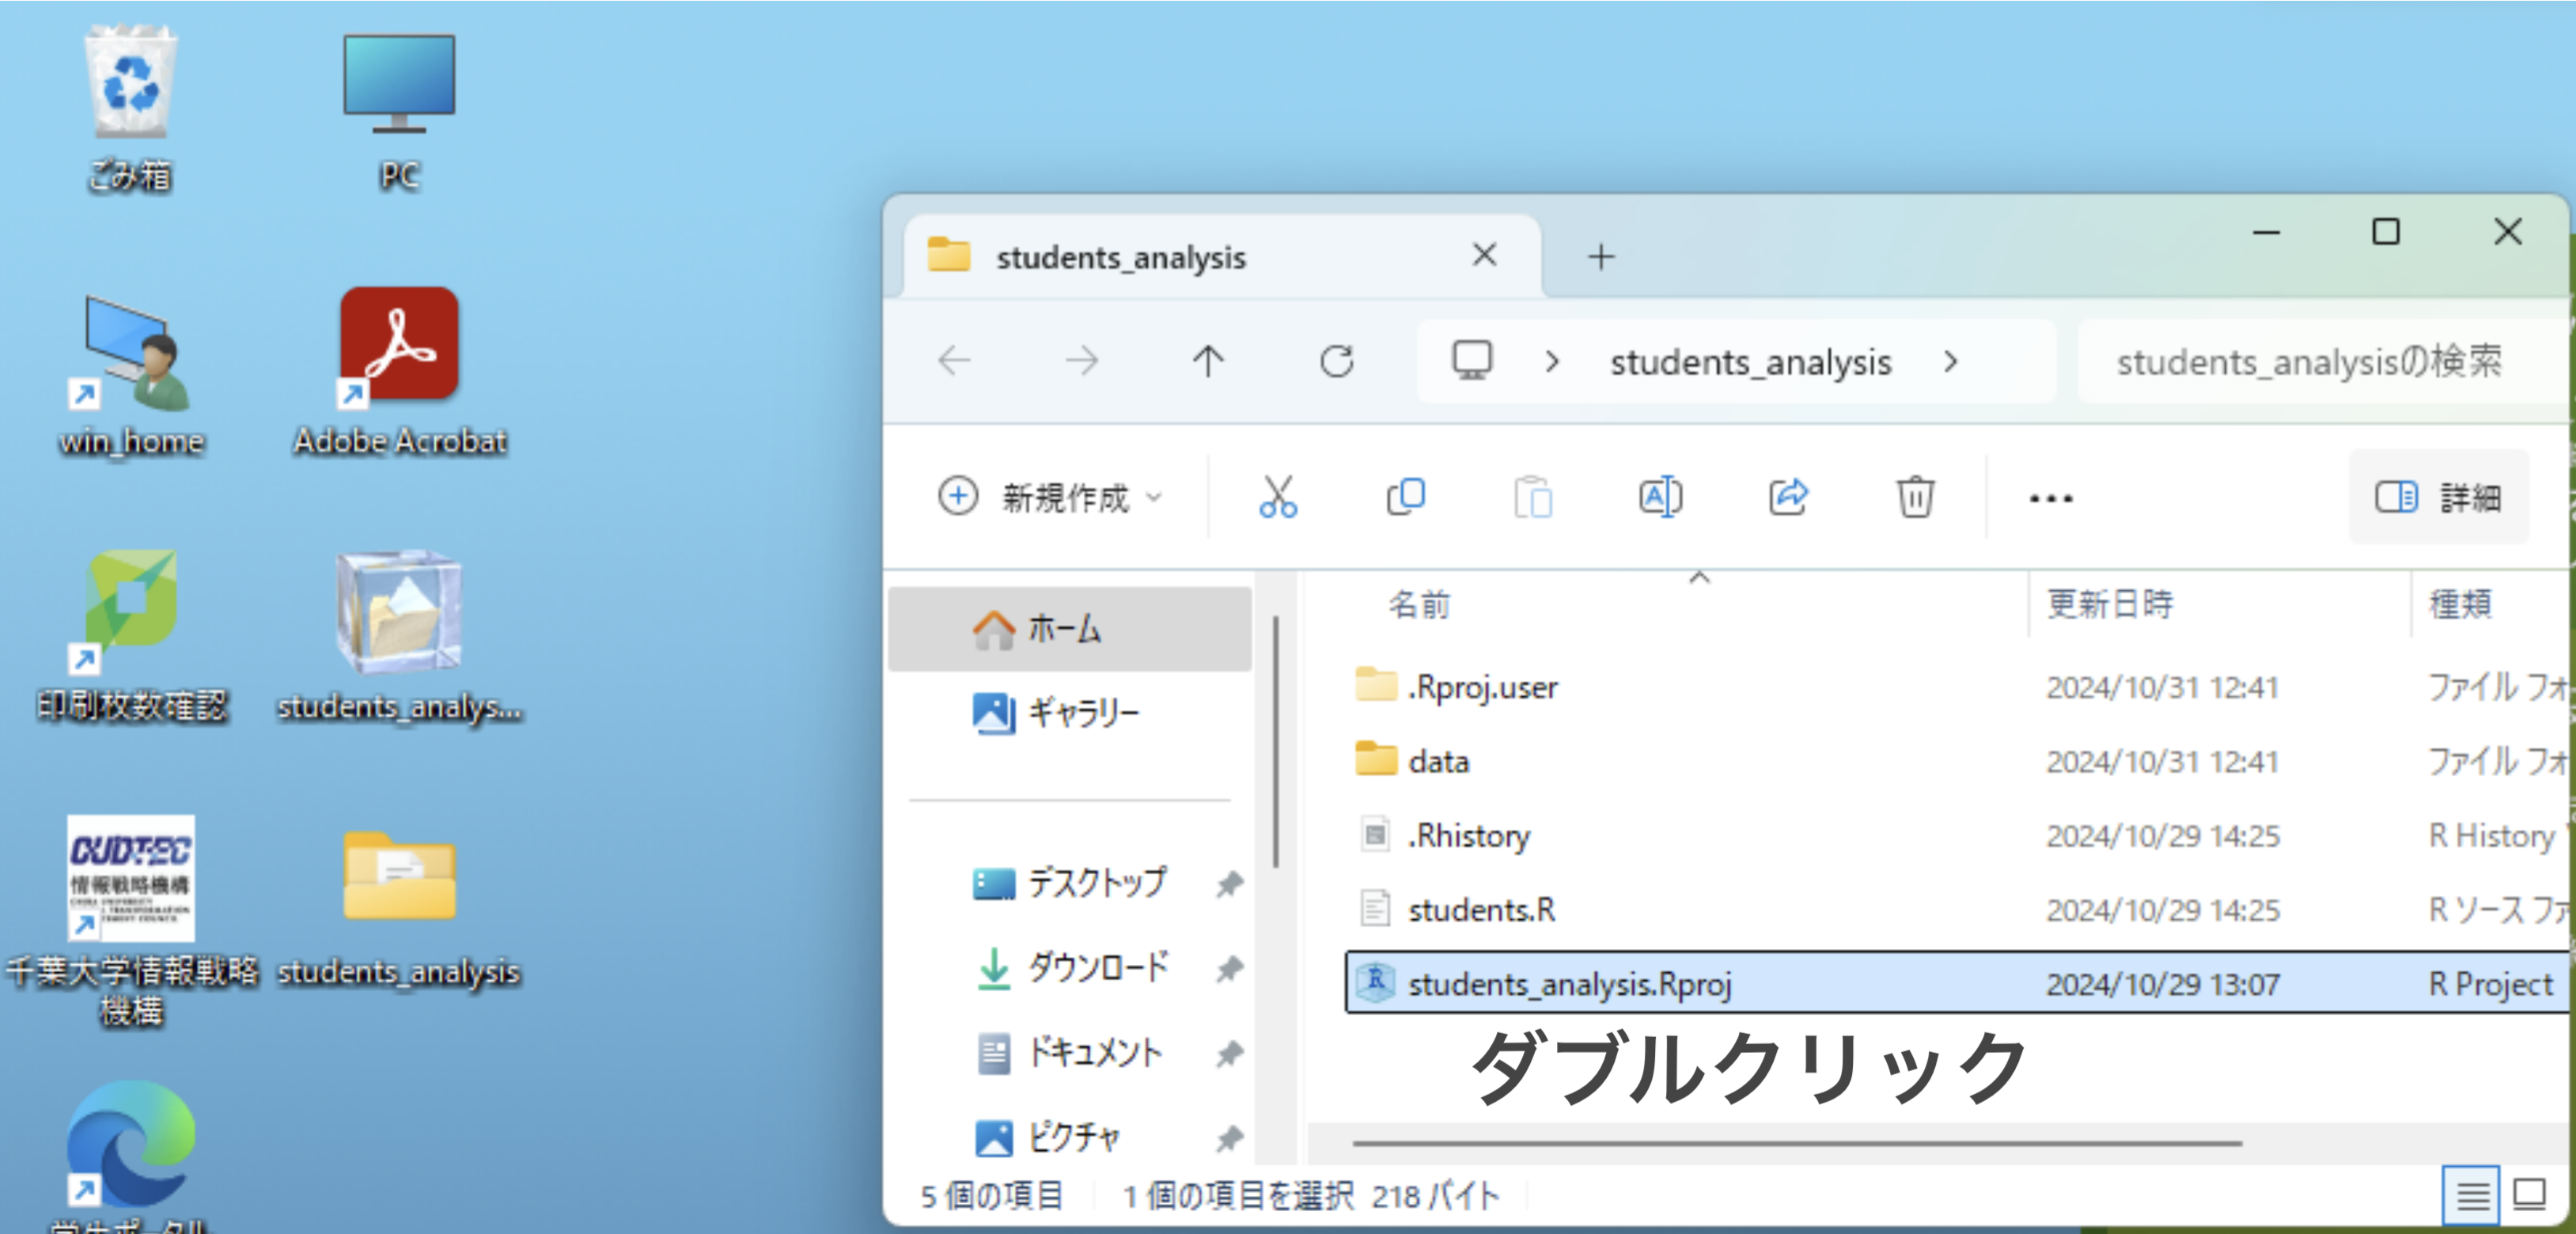 ごみ箱
PC
win_home
Adobe Acrobat
印刷枚数確認
students_analys...
CUDTEC
情報戦略機構
千葉大学情報戦略
機構
students_analysis
students_analysis
students_analysis
students_analysisの検索
新規作成
詳細
ホーム
ギャラリー
デスクトップ
ダウンロード
ドキュメント
ピクチャ
名前 更新日時 種類
.Rproj.user 2024/10/31 12:41 ファイル フォ
data 2024/10/31 12:41 ファイル フォ
.Rhistory 2024/10/29 14:25 R History
students.R 2024/10/29 14:25 R ソース ファ
students_analysis.Rproj 2024/10/29 13:07 R Project
ダブルクリック
5 個の項目 1 個の項目を選択 218 バイト